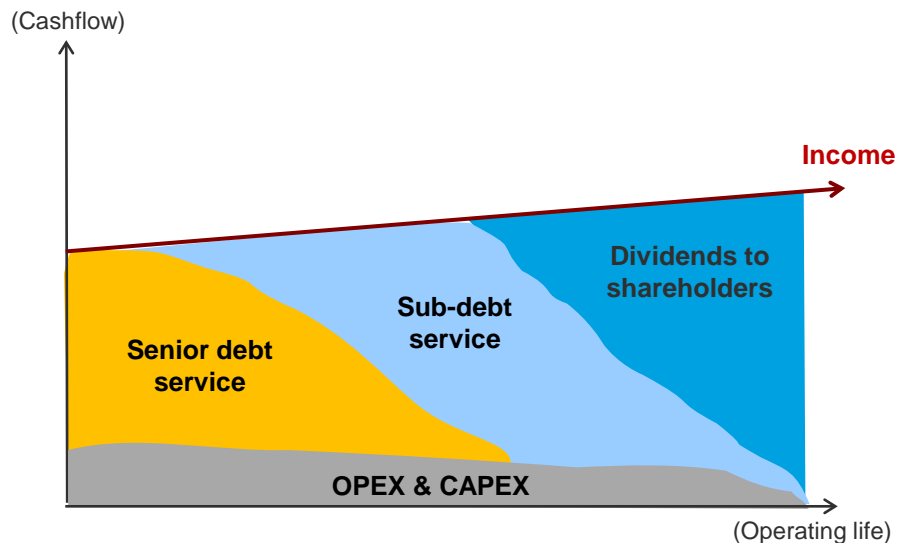 (Cashflow)
Income
Dividends to
shareholders
Sub-debt
service
Senior debt
service
OPEX & CAPEX
(Operating life)